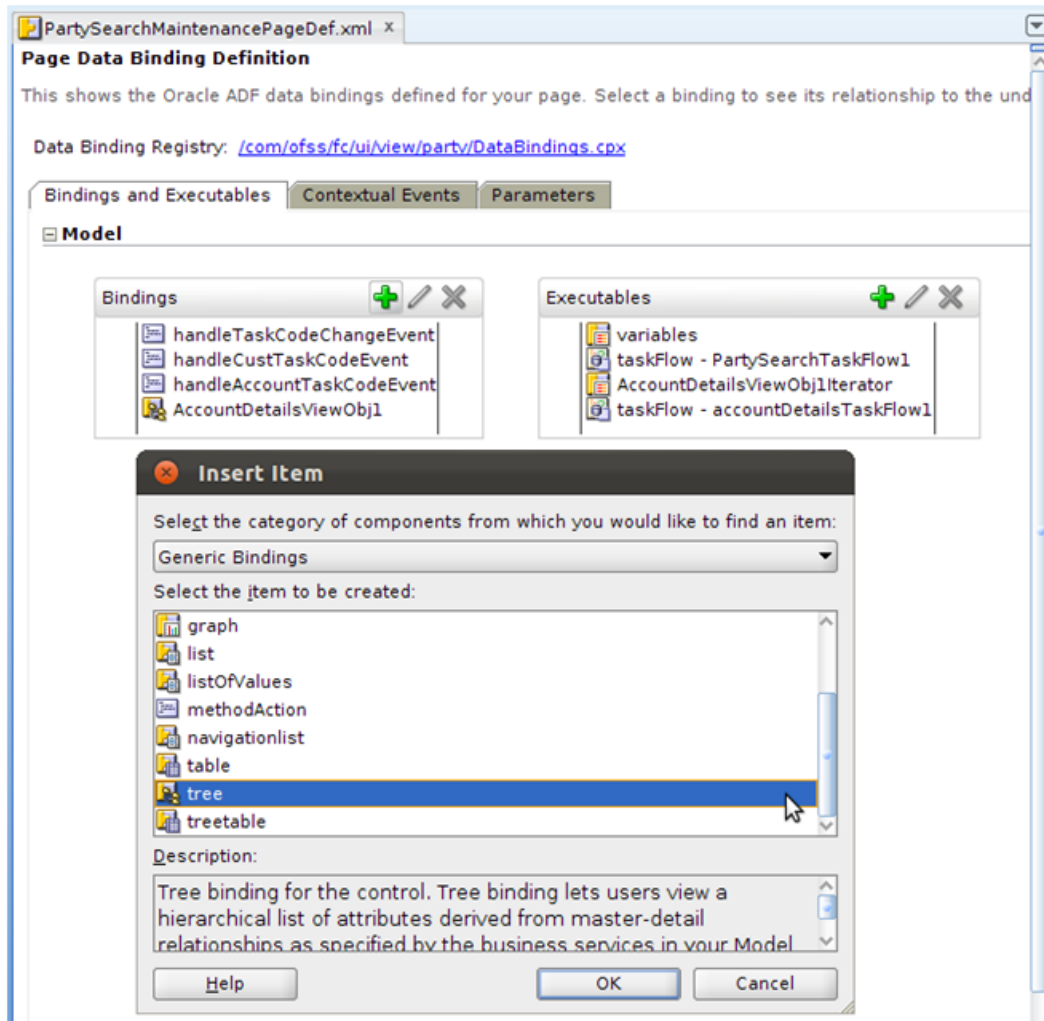 PartySearchMaintenancePageDef.xml x
Page Data Binding Definition
This shows the Oracle ADF data bindings defined for your page. Select a binding to see its relationship to the und
Data Binding Registry: /com/ofss/fc/ui/view/party/DataBindings.cpx
Bindings and Executables Contextual Events Parameters
Model
Bindings Executables
handleTaskCodeChangeEvent variables
handleCustTaskCodeEvent taskFlow - PartySearchTaskFlow1
handleAccountTaskCodeEvent AccountDetailsViewObj1Iterator
AccountDetailsViewObj1 taskFlow - accountDetailsTaskFlow1
Insert Item
Select the category of components from which you would like to find an item:
Generic Bindings
Select the item to be created:
graph
list
listOfValues
methodAction
navigationlist
table
tree
treetable
Description:
Tree binding for the control. Tree binding lets users view a
hierarchical list of attributes derived from master-detail
relationships as specified by the business services in your Model
Help OK Cancel